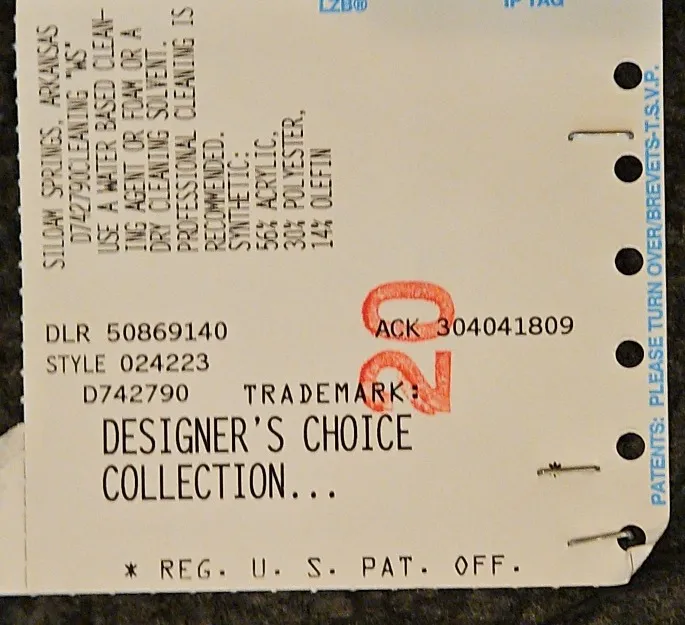 LZB®
IP TAG
SILOAM SPRINGS, ARKANSAS
D742790CLEANING "WS"
USE A WATER BASED CLEAN-
ING AGENT OR FOAM OR A
DRY CLEANING SOLVENT.
PROFESSIONAL CLEANING IS
RECOMMENDED.
SYNTHETIC:
56% ACRYLIC,
30% POLYESTER,
14% OLEFIN
PATENTS: PLEASE TURN OVER/BREVETS-T.S.V.P.
20
DLR 50869140 ACK 304041809
STYLE 024223
D742790 TRADEMARK:
DESIGNER'S CHOICE
COLLECTION...
* REG. U. S. PAT. OFF.